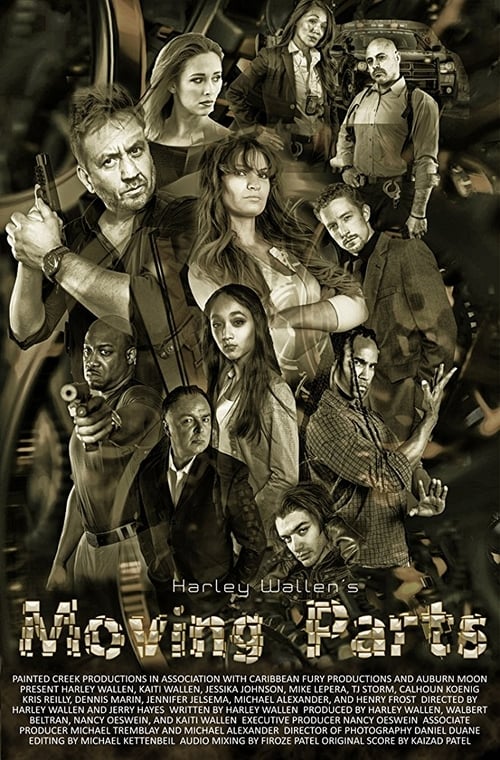 Harley Wallen's
Moving Parts
PAINTED CREEK PRODUCTIONS IN ASSOCIATION WITH CARIBBEAN FURY PRODUCTIONS AND AUBURN MOON
PRESENT HARLEY WALLEN, KAITI WALLEN, JESSIKA JOHNSON, MIKE LEPERA, TJ STORM, CALHOUN KOENIG
KRIS REILLY, DENNIS MARIN, JENNIFER JELSEMA, MICHAEL ALEXANDER, AND HENRY FROST DIRECTED BY
HARLEY WALLEN AND JERRY HAYES WRITTEN BY HARLEY WALLEN PRODUCED BY HARLEY WALLEN, WALBERT
BELTRAN, NANCY OESWEIN, AND KAITI WALLEN EXECUTIVE PRODUCER NANCY OESWEIN ASSOCIATE
PRODUCER MICHAEL TREMBLAY AND MICHAEL ALEXANDER DIRECTOR OF PHOTOGRAPHY DANIEL DUANE
EDITING BY MICHAEL KETTENBEIL AUDIO MIXING BY FIROZE PATEL ORIGINAL SCORE BY KAIZAD PATEL